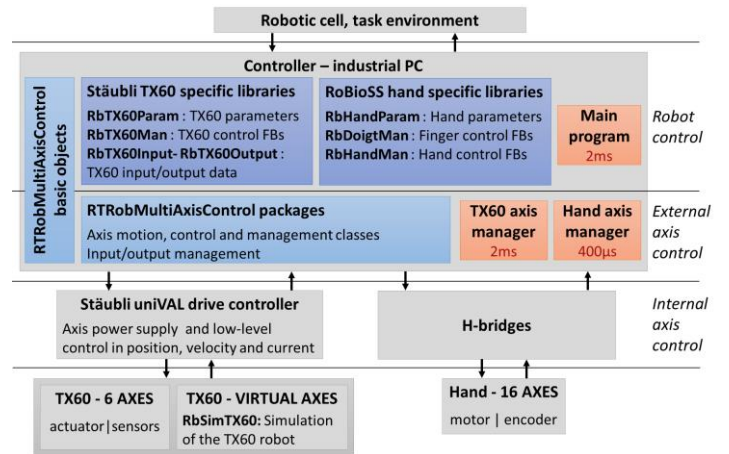 Robotic cell, task environment
Controller – industrial PC
RTRobMultiAxisControl
basic objects
Stäubli TX60 specific libraries
RbTX60Param : TX60 parameters
RbTX60Man : TX60 control FBs
RbTX60Input- RbTX60Output :
TX60 input/output data
RoBioSS hand specific libraries
RbHandParam : Hand parameters
RbDoigtMan : Finger control FBs
RbHandMan : Hand control FBs
Main
program
2ms
Robot
control
RTRobMultiAxisControl packages
Axis motion, control and management classes
Input/output management
TX60 axis
manager
2ms
Hand axis
manager
400µs
External
axis
control
Stäubli uniVAL drive controller
Axis power supply and low-level
control in position, velocity and current
H-bridges
Internal
axis
control
TX60 - 6 AXES
actuator|sensors
TX60 - VIRTUAL AXES
RbSimTX60: Simulation
of the TX60 robot
Hand - 16 AXES
motor | encoder